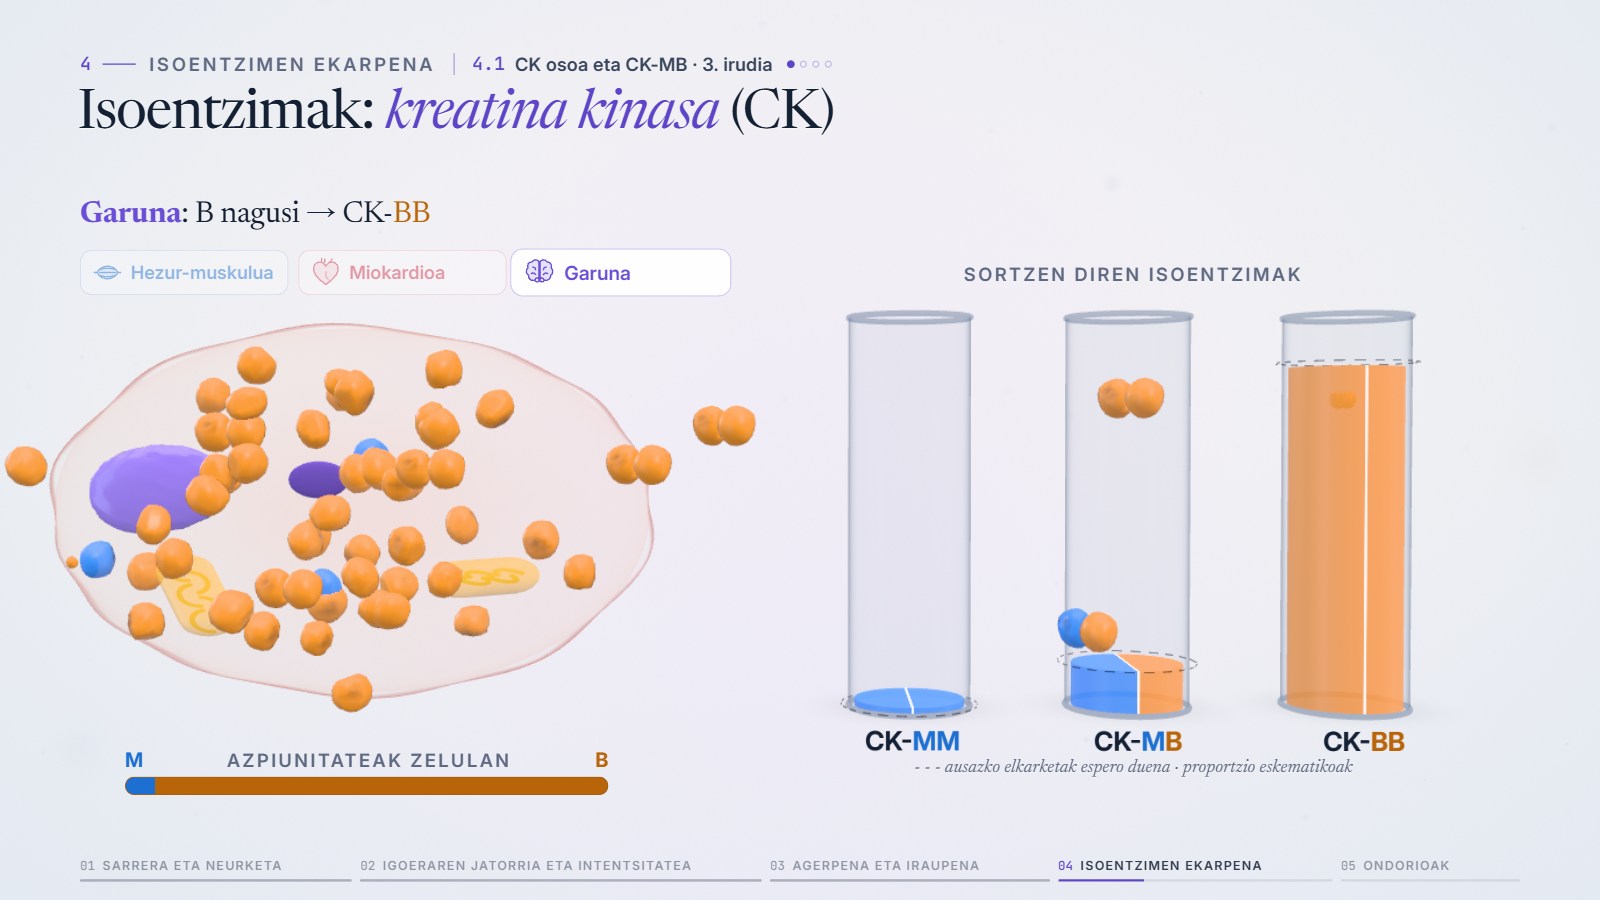 4 — ISOENTZIMEN EKARPENA | 4.1 CK osoa eta CK-MB · 3. irudia
Isoentzimak: kreatina kinasa (CK)
Garuna: B nagusi → CK-BB
Hezur-muskulua Miokardioa Garuna
SORTZEN DIREN ISOENTZIMAK
CK-MM CK-MB CK-BB
- - - ausazko elkarketak espero duena · proportzio eskematikoak
M AZPIUNITATEAK ZELULAN B
01 SARRERA ETA NEURKETA 02 IGOERAREN JATORRIA ETA INTENTSITATEA 03 AGERPENA ETA IRAUPENA 04 ISOENTZIMEN EKARPENA 05 ONDORIOAK